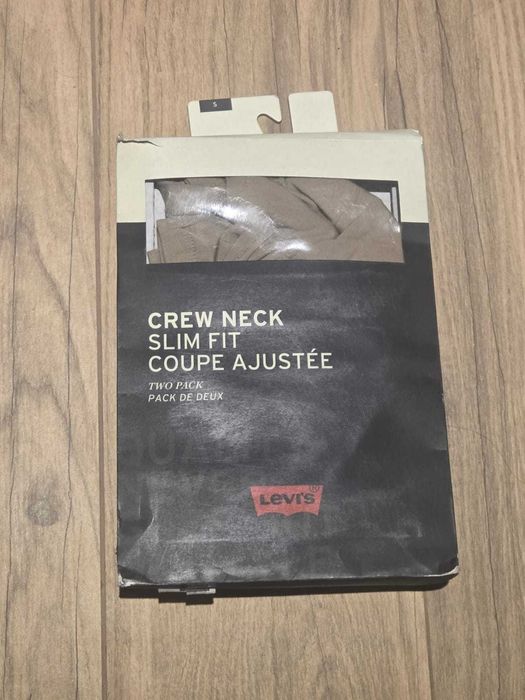 S
CREW NECK
SLIM FIT
COUPE AJUSTÉE
TWO PACK
PACK DE DEUX
Levi's®